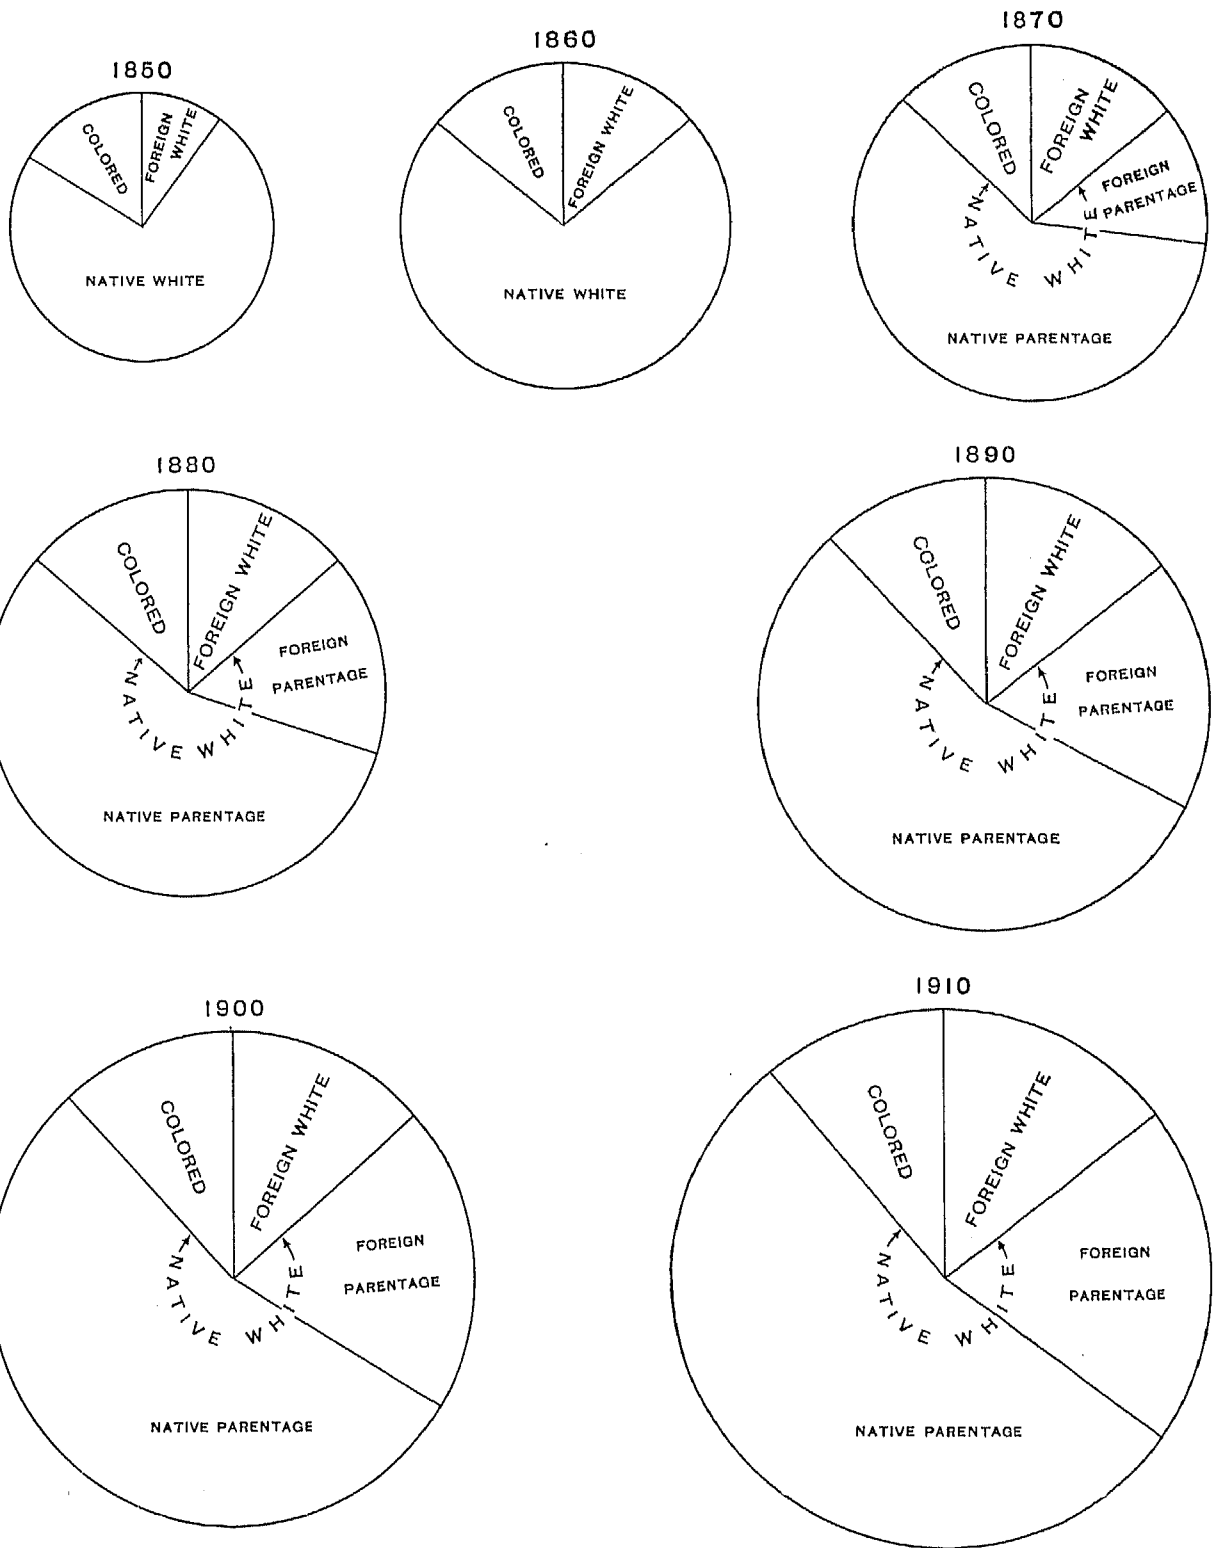 1850
COLORED
FOREIGN
WHITE
NATIVE WHITE
1860
COLORED
FOREIGN WHITE
NATIVE WHITE
1870
COLORED
FOREIGN
WHITE
FOREIGN
PARENTAGE
NATIVE WHITE
NATIVE PARENTAGE
1880
COLORED
FOREIGN WHITE
FOREIGN
PARENTAGE
NATIVE WHITE
NATIVE PARENTAGE
1890
COLORED
FOREIGN WHITE
FOREIGN
PARENTAGE
NATIVE WHITE
NATIVE PARENTAGE
1900
COLORED
FOREIGN WHITE
FOREIGN
PARENTAGE
NATIVE WHITE
NATIVE PARENTAGE
1910
COLORED
FOREIGN WHITE
FOREIGN
PARENTAGE
NATIVE WHITE
NATIVE PARENTAGE